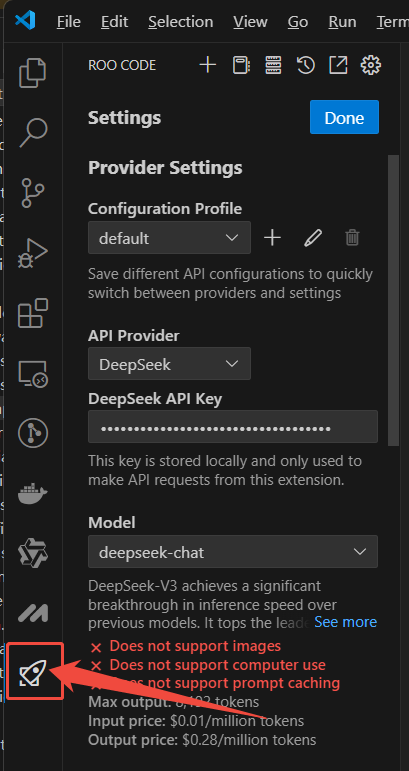 File Edit Selection View Go Run Term
ROO CODE
Settings
Done
Provider Settings
Configuration Profile
default
Save different API configurations to quickly
switch between providers and settings
API Provider
DeepSeek
DeepSeek API Key
••••••••••••••••••••••••••••••••••••
This key is stored locally and only used to
make API requests from this extension.
Model
deepseek-chat
DeepSeek-V3 achieves a significant
breakthrough in inference speed over
previous models. It tops the lead See more
Does not support images
Does not support computer use
Does not support prompt caching
Max output: 8,192 tokens
Input price: $0.01/million tokens
Output price: $0.28/million tokens